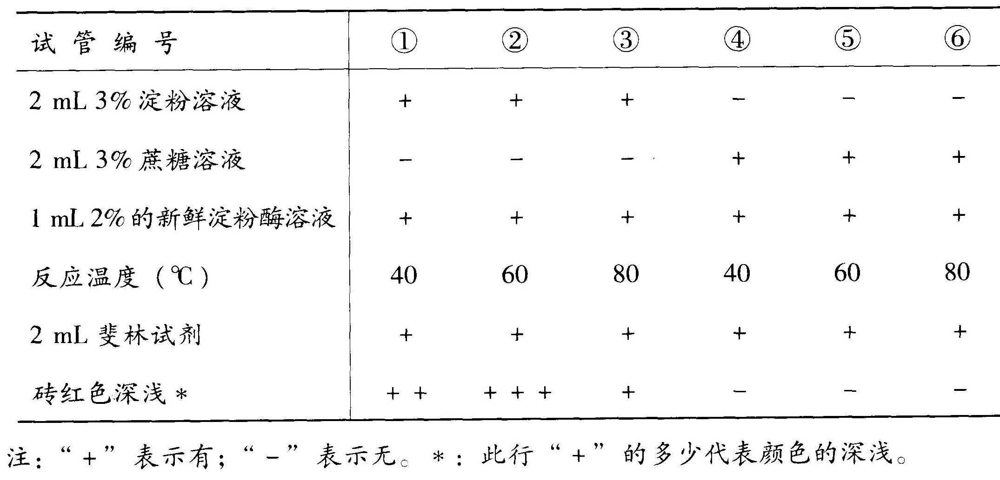 试管编号 ① ② ③ ④ ⑤ ⑥
2 mL 3%淀粉溶液 + + + - - -
2 mL 3%蔗糖溶液 - - - + + +
1 mL 2%的新鲜淀粉酶溶液 + + + + + +
反应温度（℃） 40 60 80 40 60 80
2 mL 斐林试剂 + + + + + +
砖红色深浅* + + + + + + - - -
注：“+”表示有；“-”表示无。*：此行“+”的多少代表颜色的深浅。